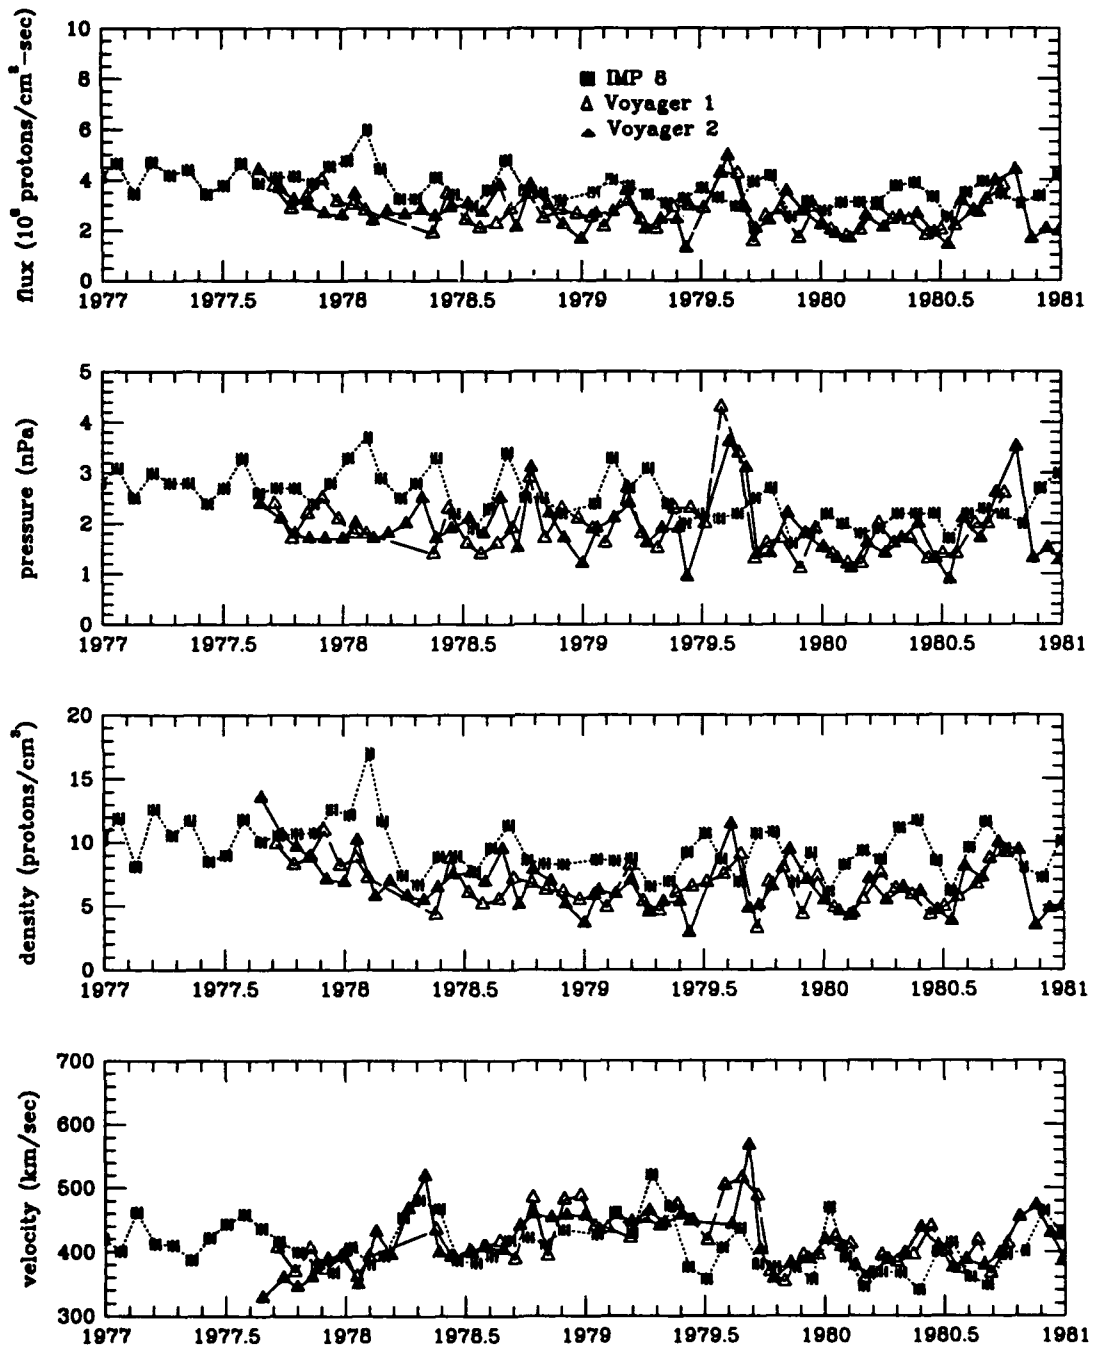 10
8
6
4
2
0
flux (10⁸ protons/cm²-sec)
IMP 8
Voyager 1
Voyager 2
1977 1977.5 1978 1978.5 1979 1979.5 1980 1980.5 1981
5
4
3
2
1
0
pressure (nPa)
1977 1977.5 1978 1978.5 1979 1979.5 1980 1980.5 1981
20
15
10
5
0
density (protons/cm³)
1977 1977.5 1978 1978.5 1979 1979.5 1980 1980.5 1981
700
600
500
400
300
velocity (km/sec)
1977 1977.5 1978 1978.5 1979 1979.5 1980 1980.5 1981